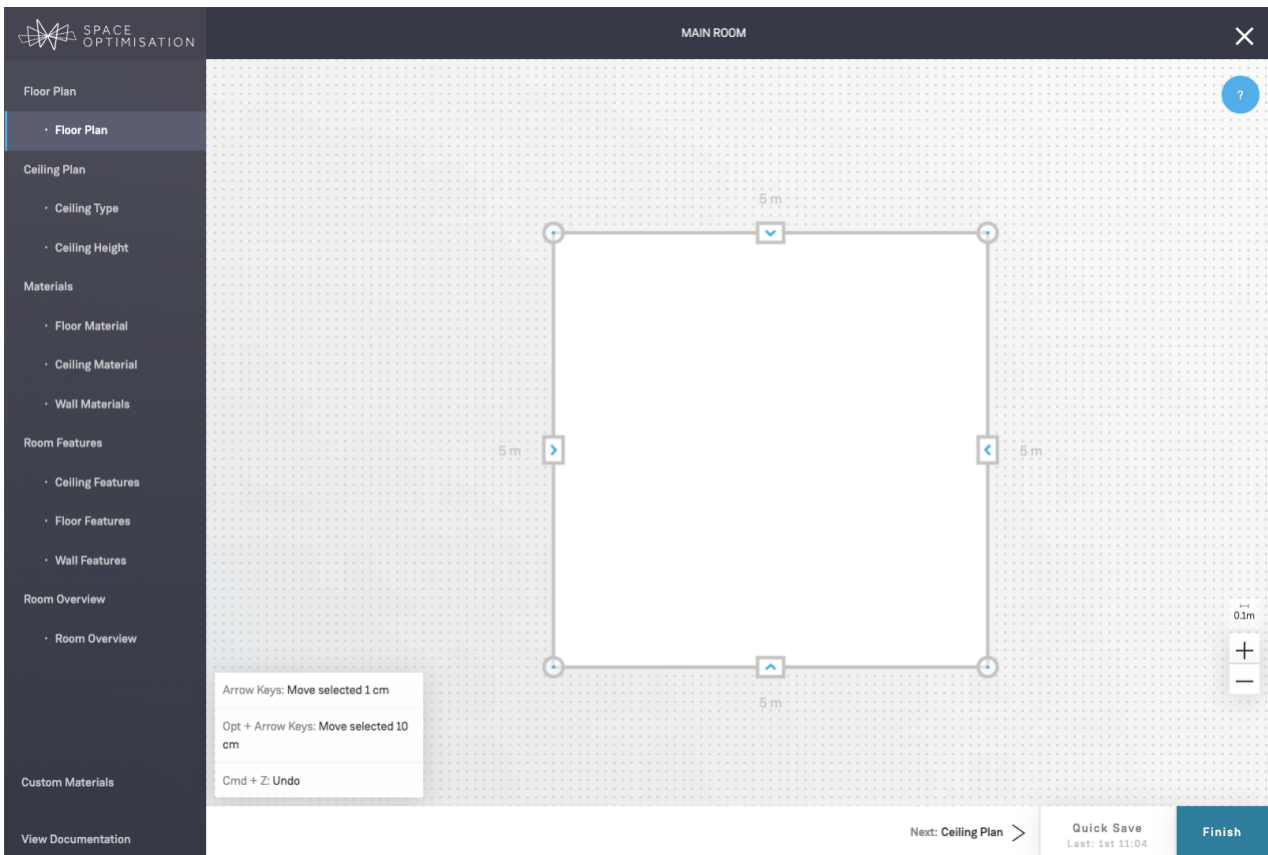 SPACE
OPTIMISATION
MAIN ROOM
?
Floor Plan
· Floor Plan
Ceiling Plan
· Ceiling Type
· Ceiling Height
Materials
· Floor Material
· Ceiling Material
· Wall Materials
Room Features
· Ceiling Features
· Floor Features
· Wall Features
Room Overview
· Room Overview
Custom Materials
View Documentation
5 m
5 m
5 m
5 m
0.1m
Arrow Keys: Move selected 1 cm
Opt + Arrow Keys: Move selected 10
cm
Cmd + Z: Undo
Next: Ceiling Plan
Quick Save
Last: 1st 11:04
Finish